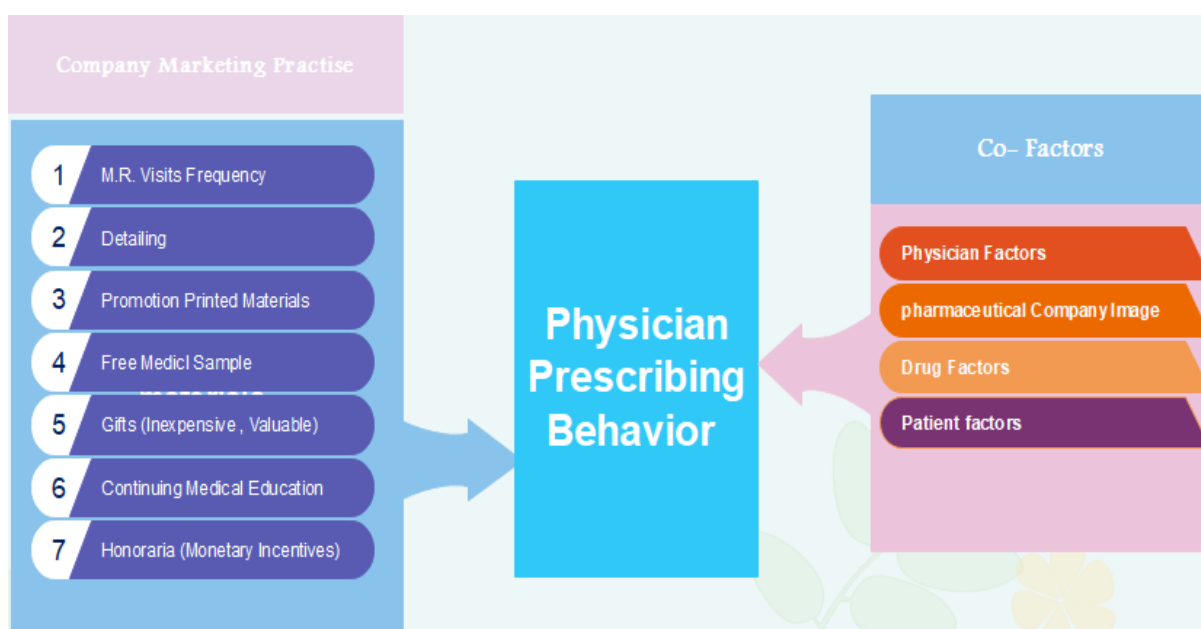 Company Marketing Practise
1 M.R. Visits Frequency
2 Detailing
3 Promotion Printed Materials
4 Free Medicl Sample
5 Gifts (Inexpensive , Valuable)
6 Continuing Medical Education
7 Honoraria (Monetary Incentives)
Physician
Prescribing
Behavior
Co- Factors
Physician Factors
pharmaceutical Company Image
Drug Factors
Patient factors